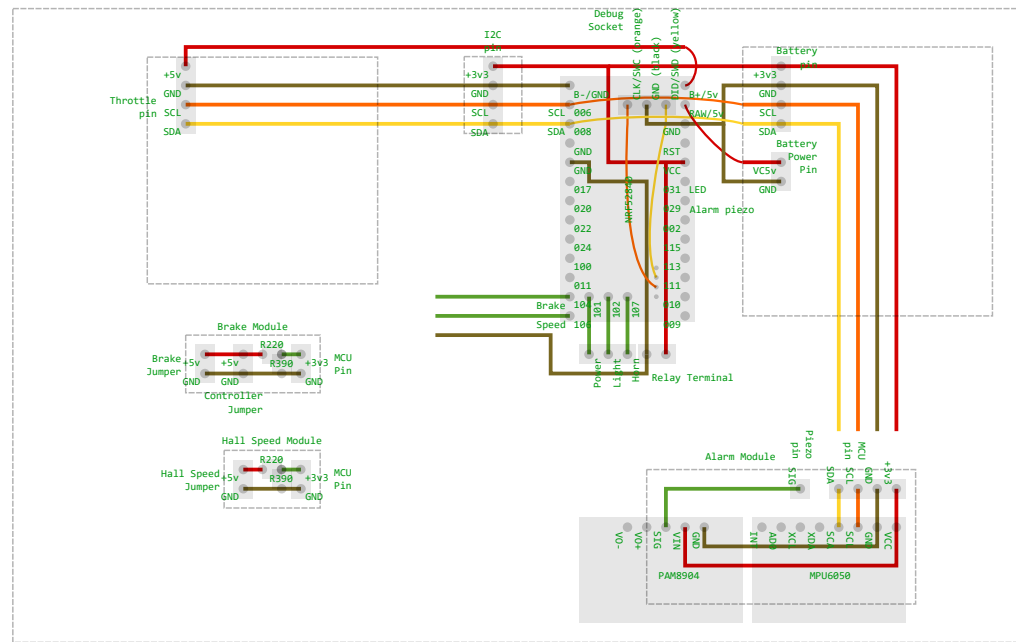 Debug
Socket
CLK/SWC (orange)
GND (black)
DID/SWD (yellow)
I2C
pin
Battery
pin
+5v
GND
SCL
SDA
Throttle
pin
+3v3
GND
SCL
SDA
B-/GND
B+/5v
SCL
006
RAW/5v
SDA
008
GND
GND
RST
GND
VCC
017
031
LED
020
029
Alarm piezo
022
002
024
115
100
113
011
111
104
010
106
009
NRF52840
101
102
107
+3v3
GND
SCL
SDA
Battery
Power
Pin
VC5v
GND
Brake
Speed
Power
Light
Horn
Relay Terminal
Brake Module
R220
R390
Brake
Jumper
+5v
GND
+5v
GND
+3v3
GND
MCU
Pin
Controller
Jumper
Hall Speed Module
R220
R390
Hall Speed
Jumper
+5v
GND
+3v3
GND
MCU
Pin
Alarm Module
Piezo
pin
SIG
MCU
pin
SDA
SCL
GND
+3v3
VO-
VO+
SIG
VIN
GND
PAM8904
XDA
SCL
GND
VCC
MPU6050